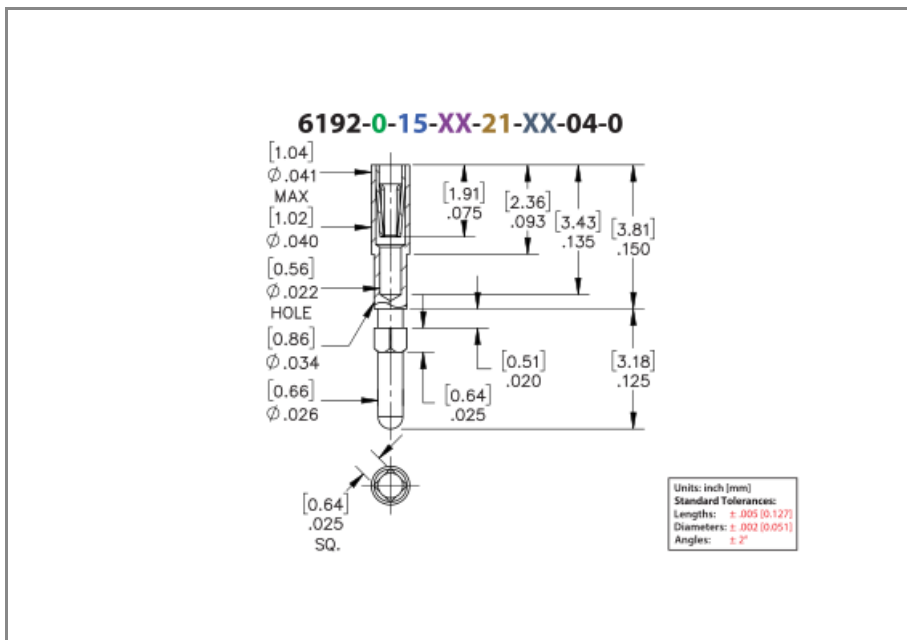 6192-0-15-XX-21-XX-04-0
[1.04]
Ø.041
MAX
[1.02]
Ø.040
[0.56]
Ø.022
HOLE
[0.86]
Ø.034
[0.66]
Ø.026
[1.91]
.075
[2.36]
.093
[3.43]
.135
[3.81]
.150
[0.51]
.020
[0.64]
.025
[3.18]
.125
[0.64]
.025
SQ.
Units: inch [mm]
Standard Tolerances:
Lengths: ± .005 [0.127]
Diameters: ± .002 [0.051]
Angles: ± 2°